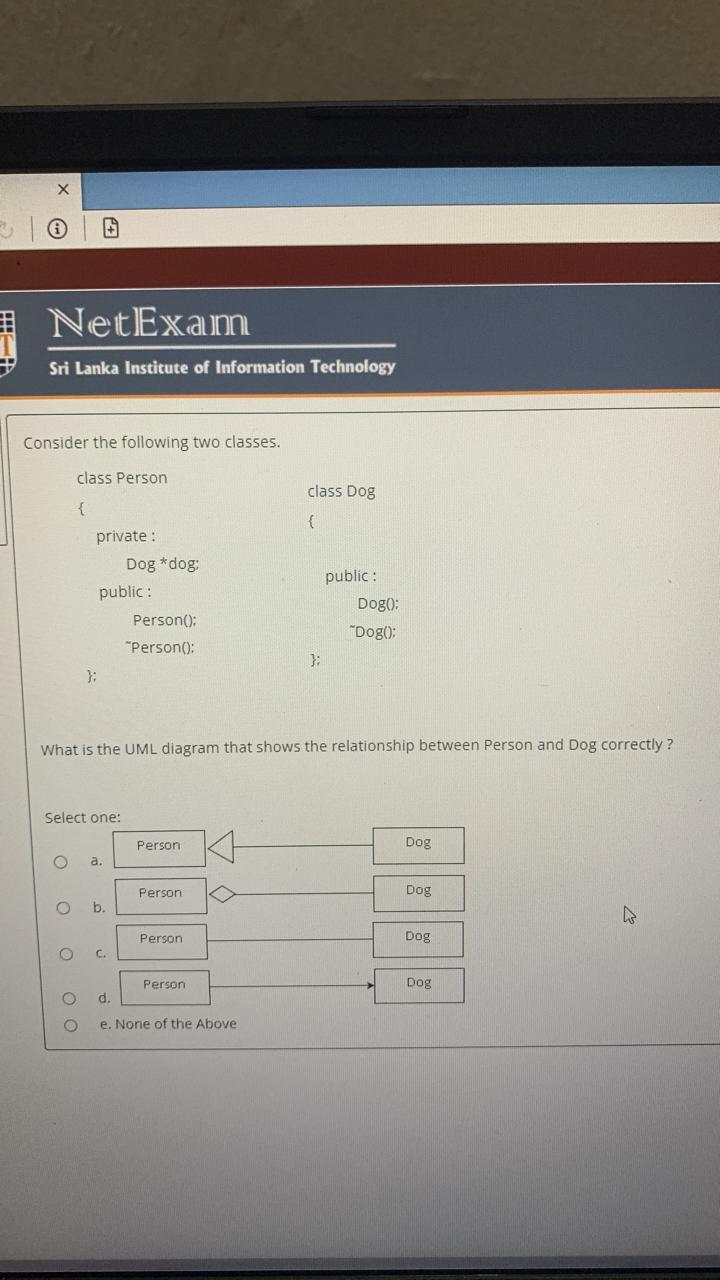 NetExam
Sri Lanka Institute of Information Technology
Consider the following two classes.
class Person
{
private :
Dog *dog;
public :
Person();
~Person();
};
class Dog
{
public :
Dog();
~Dog();
};
What is the UML diagram that shows the relationship between Person and Dog correctly ?
Select one:
a. Person Dog
b. Person Dog
c. Person Dog
d. Person Dog
e. None of the Above